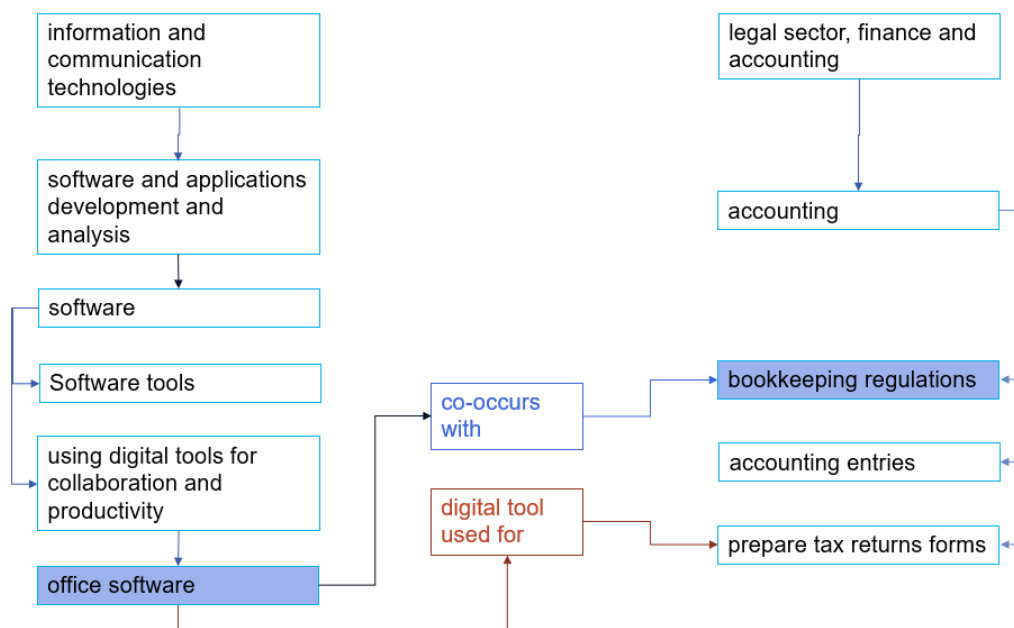 information and
communication
technologies
software and applications
development and
analysis
software
Software tools
using digital tools for
collaboration and
productivity
office software
co-occurs
with
digital tool
used for
legal sector, finance and
accounting
accounting
bookkeeping regulations
accounting entries
prepare tax returns forms